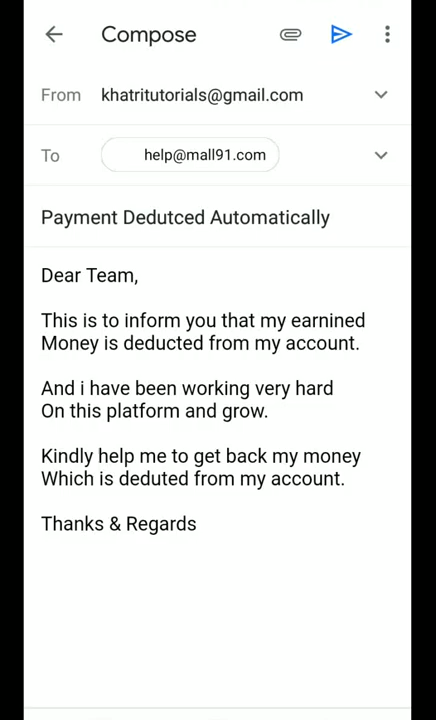 Compose
From khatritutorials@gmail.com
To help@mall91.com
Payment Dedutced Automatically
Dear Team,
This is to inform you that my earnined
Money is deducted from my account.
And i have been working very hard
On this platform and grow.
Kindly help me to get back my money
Which is deduted from my account.
Thanks & Regards